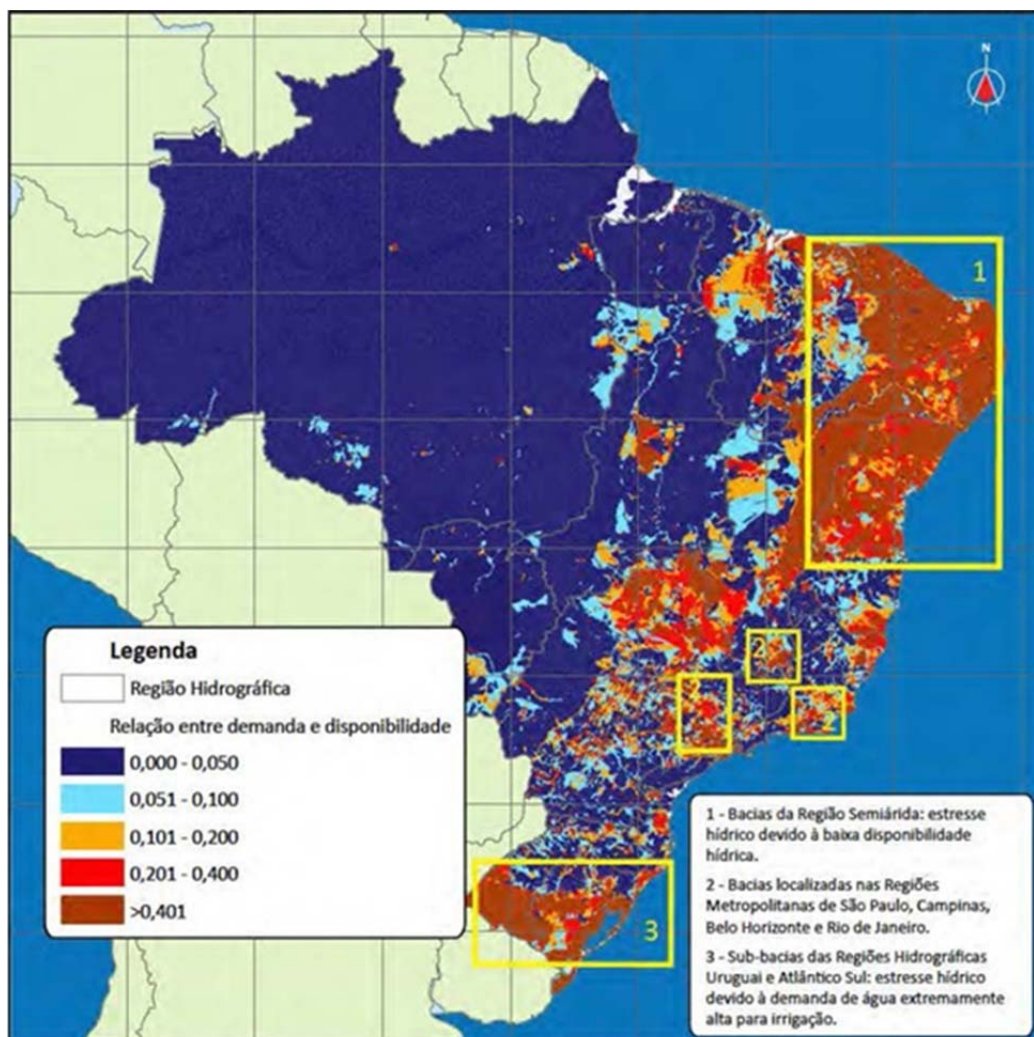 N
1
2
2
2
3
Legenda
Região Hidrográfica
Relação entre demanda e disponibilidade
0,000 - 0,050
0,051 - 0,100
0,101 - 0,200
0,201 - 0,400
>0,401
1 - Bacias da Região Semiárida: estresse
hídrico devido à baixa disponibilidade
hídrica.
2 - Bacias localizadas nas Regiões
Metropolitanas de São Paulo, Campinas,
Belo Horizonte e Rio de Janeiro.
3 - Sub-bacias das Regiões Hidrográficas
Uruguai e Atlântico Sul: estresse hídrico
devido à demanda de água extremamente
alta para irrigação.